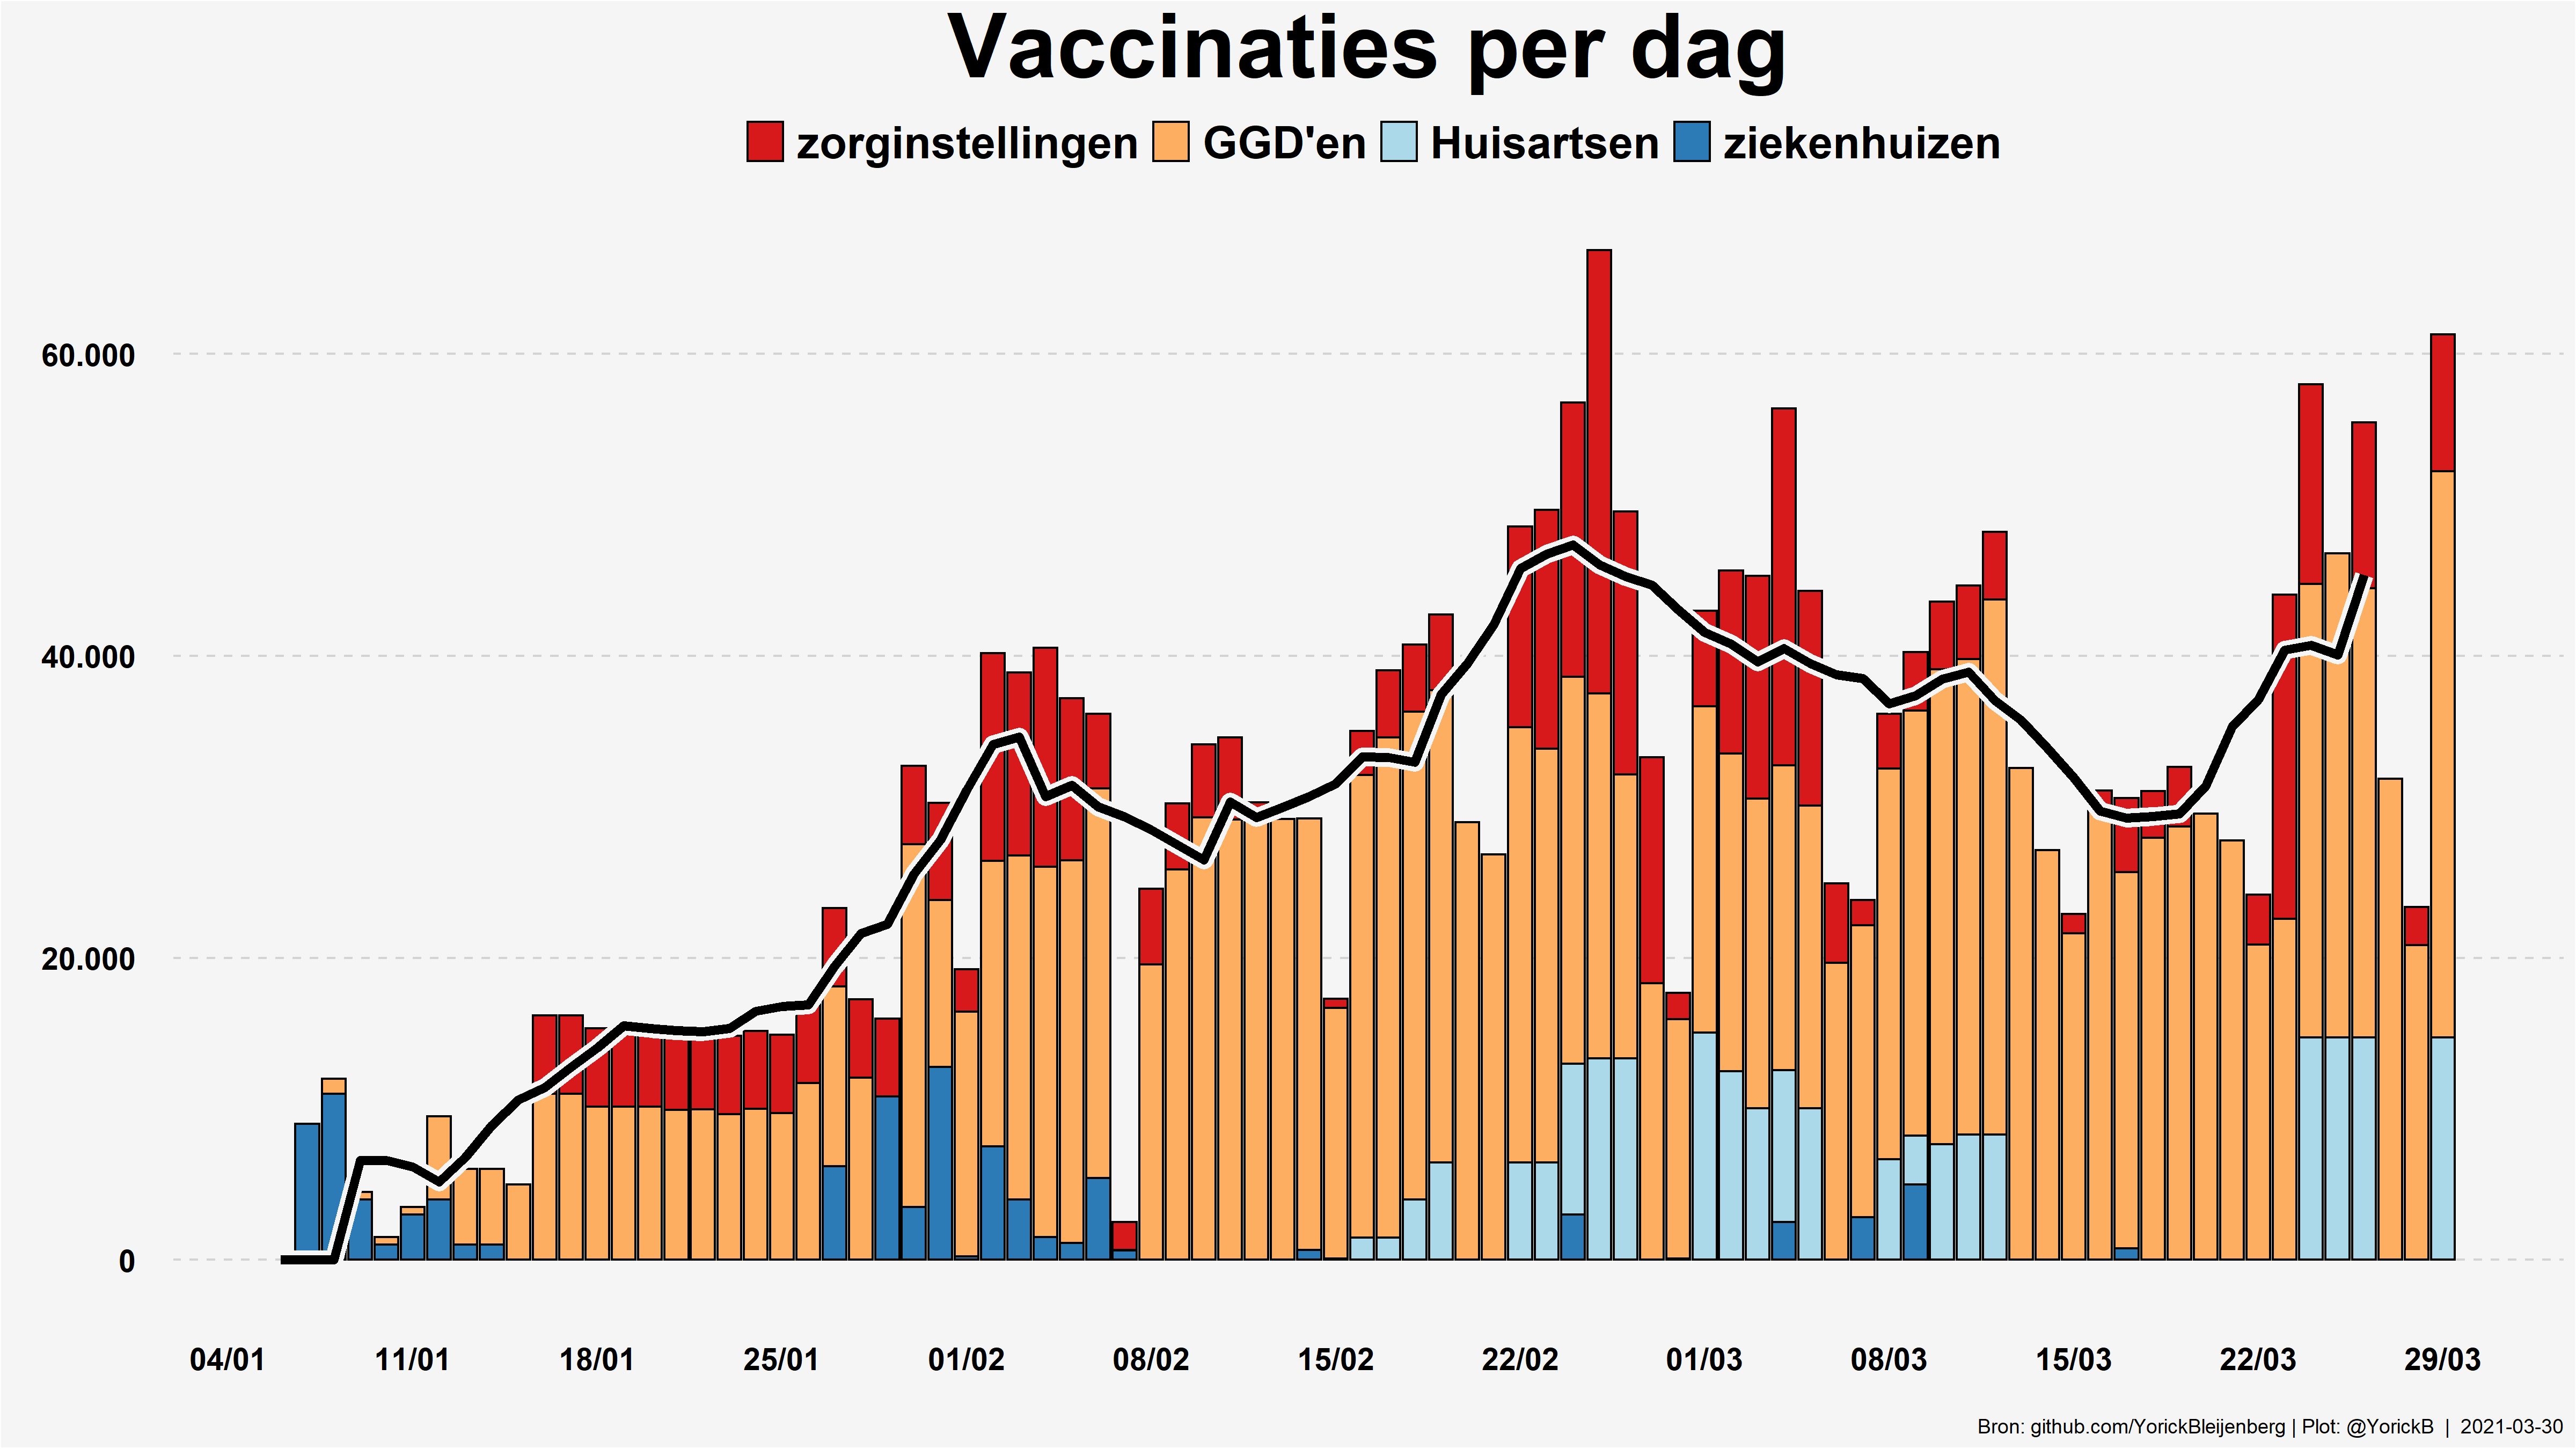 Vaccinaties per dag
zorginstellingen GGD'en Huisartsen ziekenhuizen
60.000
40.000
20.000
0
04/01 11/01 18/01 25/01 01/02 08/02 15/02 22/02 01/03 08/03 15/03 22/03 29/03
Bron: github.com/YorickBleijenberg | Plot: @YorickB | 2021-03-30